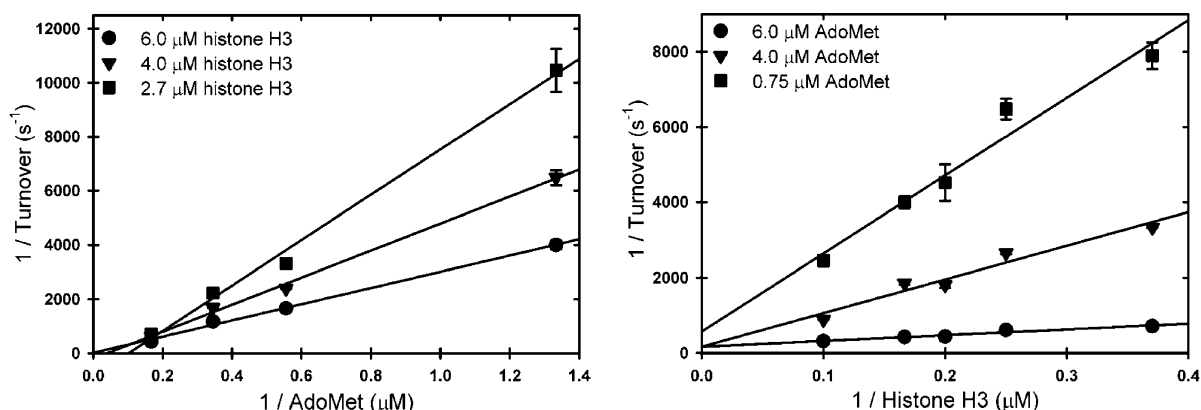 12000
10000
8000
6000
4000
2000
0
1 / Turnover (s⁻¹)
6.0 μM histone H3
4.0 μM histone H3
2.7 μM histone H3
0.0 0.2 0.4 0.6 0.8 1.0 1.2 1.4
1 / AdoMet (μM)
8000
6000
4000
2000
0
1 / Turnover (s⁻¹)
6.0 μM AdoMet
4.0 μM AdoMet
0.75 μM AdoMet
0.0 0.1 0.2 0.3 0.4
1 / Histone H3 (μM)